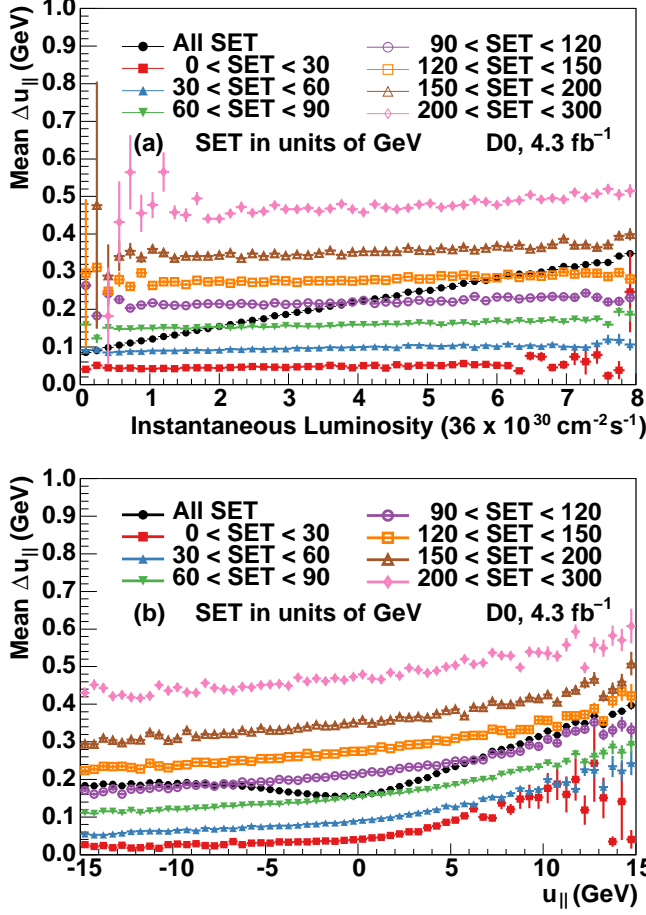 1.0
0.9
0.8
0.7
0.6
0.5
0.4
0.3
0.2
0.1
0.0
Mean Δu|| (GeV)
All SET
0 < SET < 30
30 < SET < 60
60 < SET < 90
90 < SET < 120
120 < SET < 150
150 < SET < 200
200 < SET < 300
(a) SET in units of GeV D0, 4.3 fb⁻¹
0 1 2 3 4 5 6 7 8
Instantaneous Luminosity (36 x 10³⁰ cm⁻²s⁻¹)
1.0
0.9
0.8
0.7
0.6
0.5
0.4
0.3
0.2
0.1
0.0
Mean Δu|| (GeV)
All SET
0 < SET < 30
30 < SET < 60
60 < SET < 90
90 < SET < 120
120 < SET < 150
150 < SET < 200
200 < SET < 300
(b) SET in units of GeV D0, 4.3 fb⁻¹
-15 -10 -5 0 5 10 15
u|| (GeV)